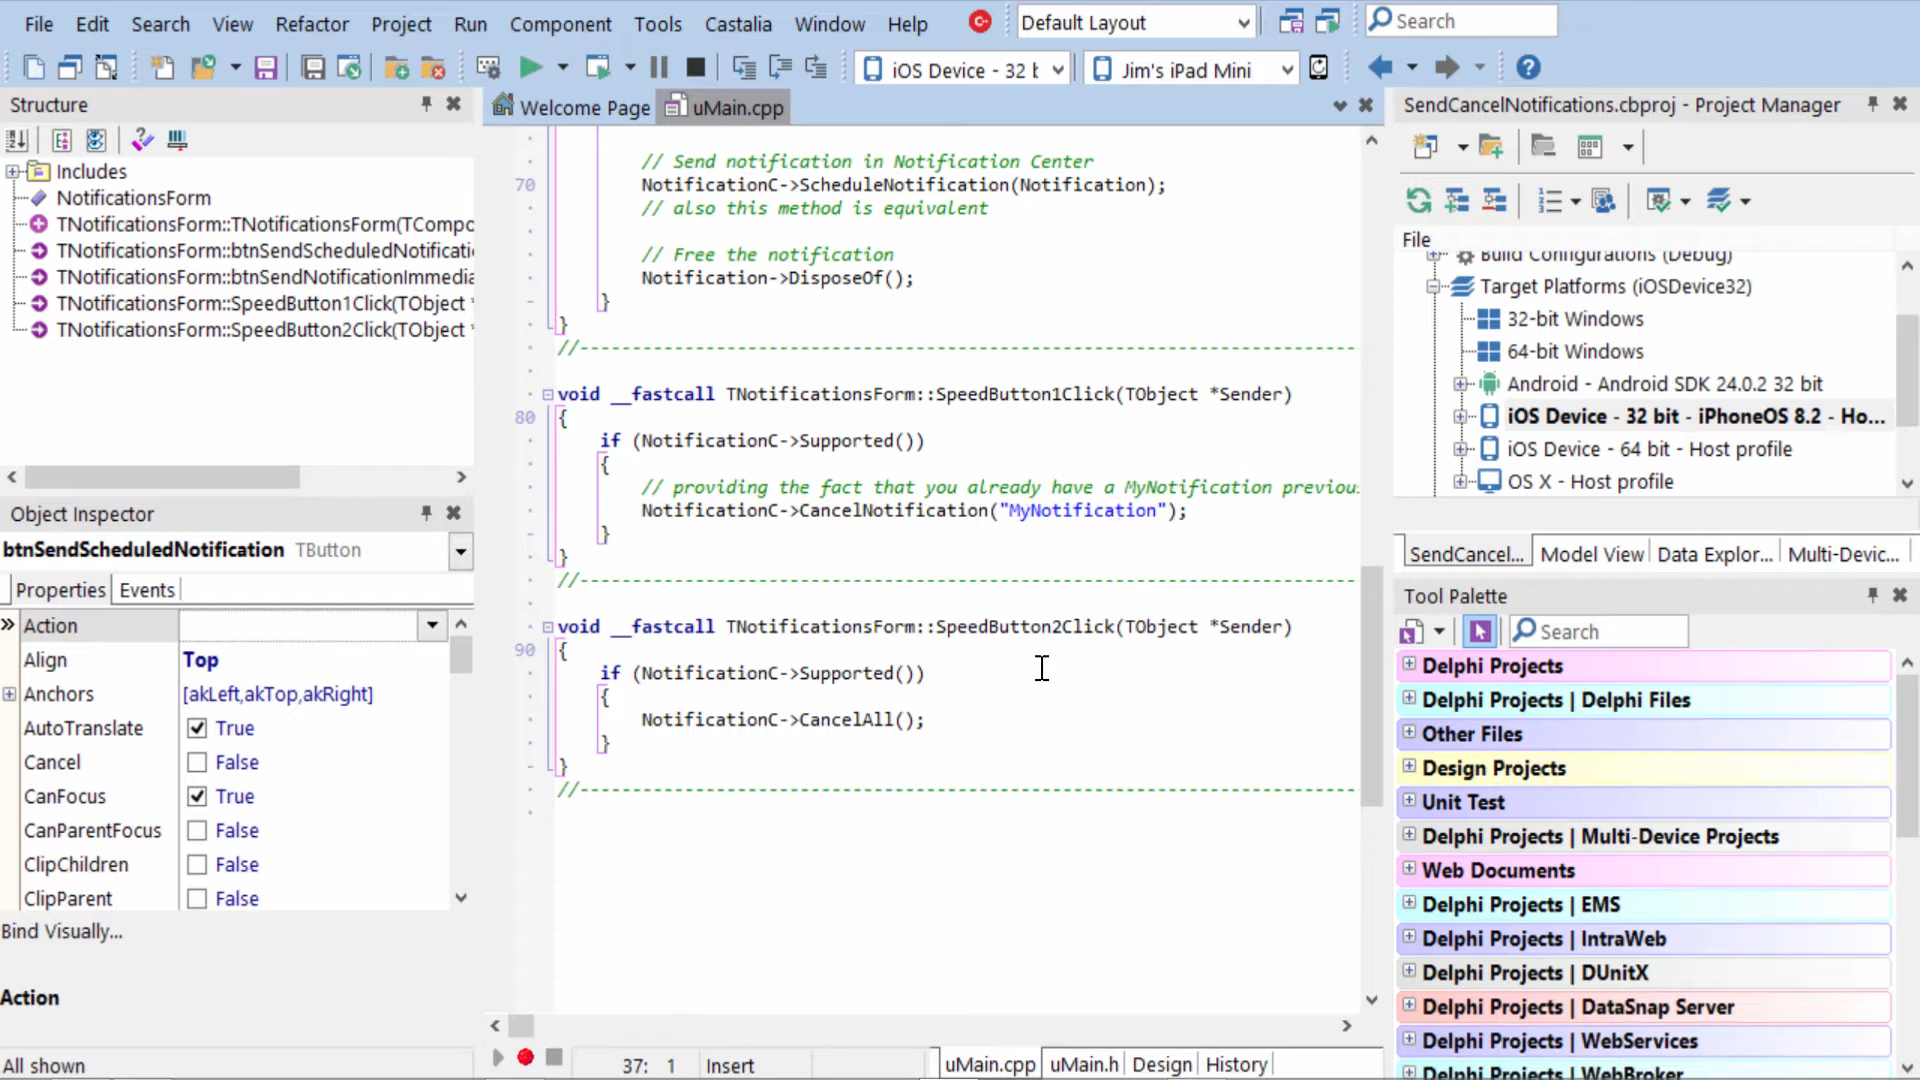 File Edit Search View Refactor Project Run Component Tools Castalia Window Help Default Layout Search
iOS Device - 32 b Jim's iPad Mini
Structure
Includes
NotificationsForm
TNotificationsForm::TNotificationsForm(TCompo
TNotificationsForm::btnSendScheduledNotificati
TNotificationsForm::btnSendNotificationImmedia
TNotificationsForm::SpeedButton1Click(TObject *
TNotificationsForm::SpeedButton2Click(TObject *
Object Inspector
btnSendScheduledNotification TButton
Properties Events
Action
Align Top
Anchors [akLeft,akTop,akRight]
AutoTranslate True
Cancel False
CanFocus True
CanParentFocus False
ClipChildren False
ClipParent False
Bind Visually...
Action
All shown
Welcome Page uMain.cpp
// Send notification in Notification Center
70 NotificationC->ScheduleNotification(Notification);
// also this method is equivalent
// Free the notification
Notification->DisposeOf();
}
}
//---------------------------------------------------------------------------
void __fastcall TNotificationsForm::SpeedButton1Click(TObject *Sender)
80 {
if (NotificationC->Supported())
{
// providing the fact that you already have a MyNotification previou
NotificationC->CancelNotification("MyNotification");
}
}
//---------------------------------------------------------------------------
void __fastcall TNotificationsForm::SpeedButton2Click(TObject *Sender)
90 {
if (NotificationC->Supported())
{
NotificationC->CancelAll();
}
}
//---------------------------------------------------------------------------
37: 1 Insert uMain.cpp uMain.h Design History
SendCancelNotifications.cbproj - Project Manager
File
Build Configurations (Debug)
Target Platforms (iOSDevice32)
32-bit Windows
64-bit Windows
Android - Android SDK 24.0.2 32 bit
iOS Device - 32 bit - iPhoneOS 8.2 - Ho...
iOS Device - 64 bit - Host profile
OS X - Host profile
SendCancel... Model View Data Explor... Multi-Devic...
Tool Palette
Search
Delphi Projects
Delphi Projects | Delphi Files
Other Files
Design Projects
Unit Test
Delphi Projects | Multi-Device Projects
Web Documents
Delphi Projects | EMS
Delphi Projects | IntraWeb
Delphi Projects | DUnitX
Delphi Projects | DataSnap Server
Delphi Projects | WebServices
Delphi Projects | WebBroker